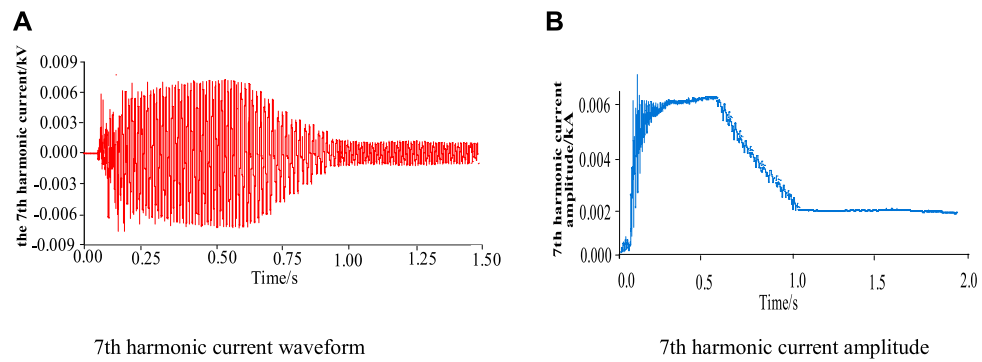 A
the 7th harmonic current/kV
0.009
0.006
0.003
0.000
-0.003
-0.006
-0.009
0.00
0.25
0.50
0.75
1.00
1.25
1.50
Time/s
7th harmonic current waveform
B
7th harmonic current
amplitude/kA
0.006
0.004
0.002
0.000
0.0
0.5
1.0
1.5
2.0
Time/s
7th harmonic current amplitude